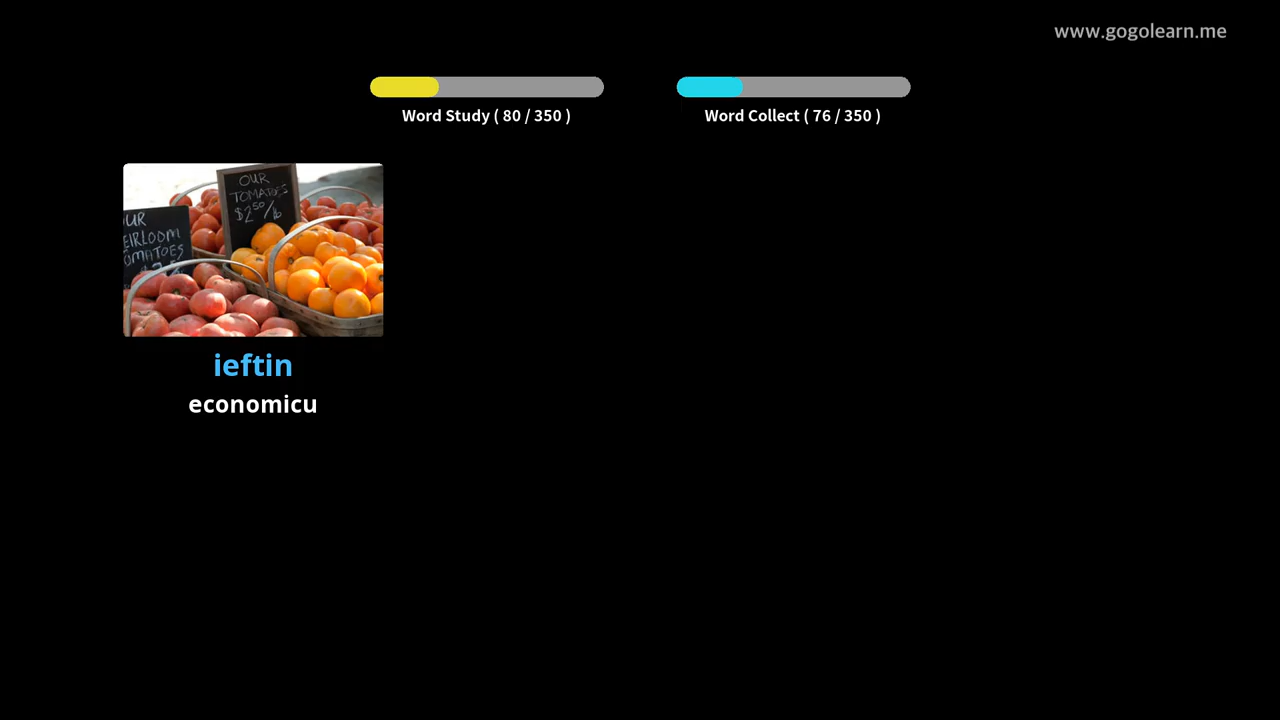 www.gogolearn.me
Word Study ( 80 / 350 )
Word Collect ( 76 / 350 )
OUR
TOMATOES
$2.50/lb
UR
EIRLOOM
OMATOES
ieftin
economicu